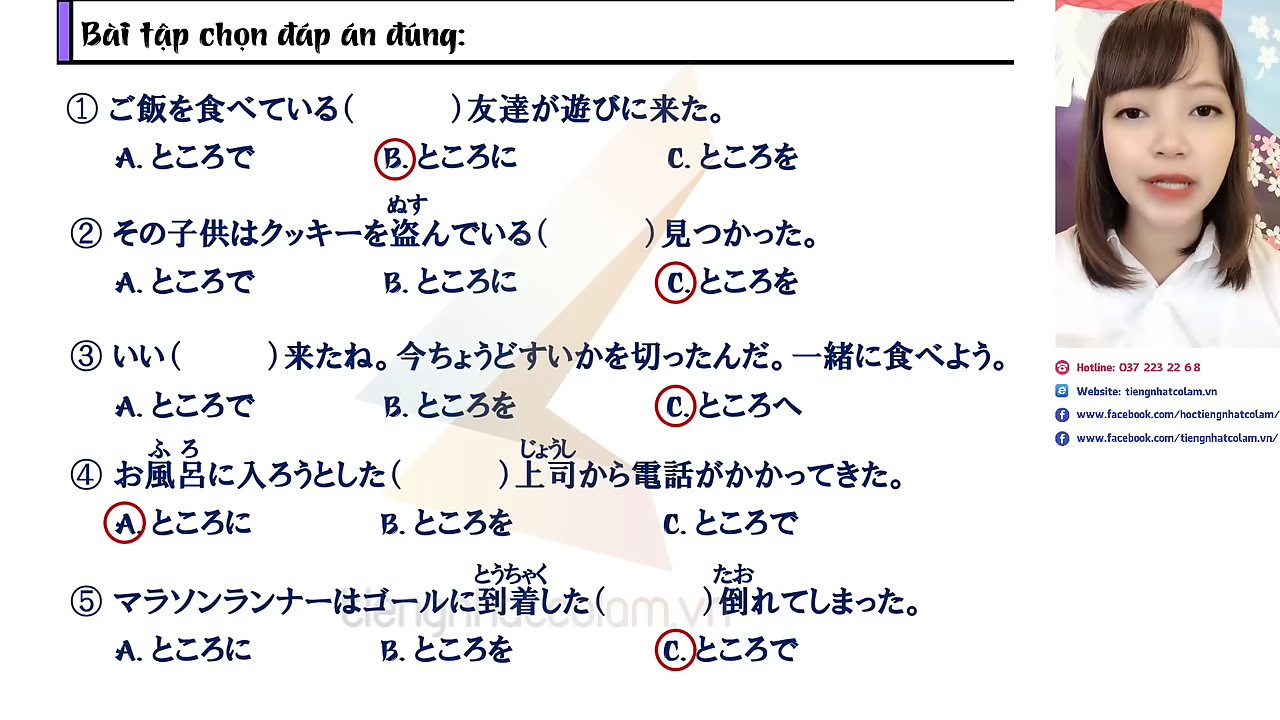 Bài tập chọn đáp án đúng:
① ご飯を食べている( )友達が遊びに来た。
A. ところで B. ところに C. ところを
ぬす
② その子供はクッキーを盗んでいる( )見つかった。
A. ところで B. ところに C. ところを
③ いい( )来たね。今ちょうどすいかを切ったんだ。一緒に食べよう。
A. ところで B. ところを C. ところへ
ふ ろ じょうし
④ お風呂に入ろうとした( )上司から電話がかかってきた。
A. ところに B. ところを C. ところで
とうちゃく たお
⑤ マラソンランナーはゴールに到着した( )倒れてしまった。
A. ところに B. ところを C. ところで
tiengnhatcolam.vn
Hotline: 037 223 22 68
Website: tiengnhatcolam.vn
www.facebook.com/hoctiengnhatcolam/
www.facebook.com/tiengnhatcolam.vn/